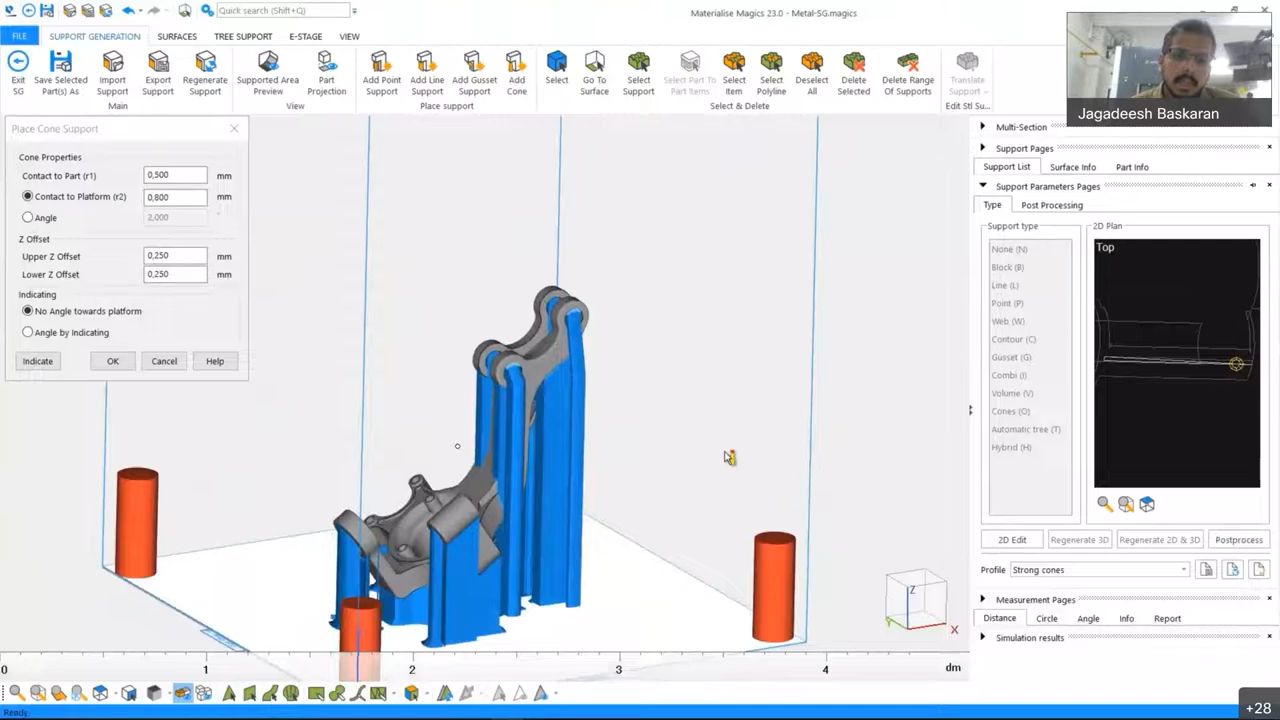 Quick search (Shift+Q)
Materialise Magics 23.0 - Metal-SG.magics
FILE
SUPPORT GENERATION
SURFACES
TREE SUPPORT
E-STAGE
VIEW
Exit SG
Save Selected Part(s) As
Import Support
Export Support
Regenerate Support
Supported Area Preview
Part Projection
Add Point Support
Add Line Support
Add Gusset Support
Add Cone
Select
Go To Surface
Select Support
Select Part To Part Items
Select Item
Select Polyline
Deselect All
Delete Selected
Delete Range Of Supports
Translate Support
Main
View
Place support
Select & Delete
Edit Stl Su...
Jagadeesh Baskaran
Place Cone Support
Cone Properties
Contact to Part (r1) 0,500 mm
Contact to Platform (r2) 0,800 mm
Angle 2,000
Z Offset
Upper Z Offset 0,250 mm
Lower Z Offset 0,250 mm
Indicating
No Angle towards platform
Angle by Indicating
Indicate OK Cancel Help
Z
X
0 1 2 3 4 dm
Multi-Section
Support Pages
Support List Surface Info Part Info
Support Parameters Pages
Type Post Processing
Support type
None (N)
Block (B)
Line (L)
Point (P)
Web (W)
Contour (C)
Gusset (G)
Combi (I)
Volume (V)
Cones (O)
Automatic tree (T)
Hybrid (H)
2D Plan
Top
2D Edit Regenerate 3D Regenerate 2D & 3D Postprocess
Profile Strong cones
Measurement Pages
Distance Circle Angle Info Report
Simulation results
Ready.
+28